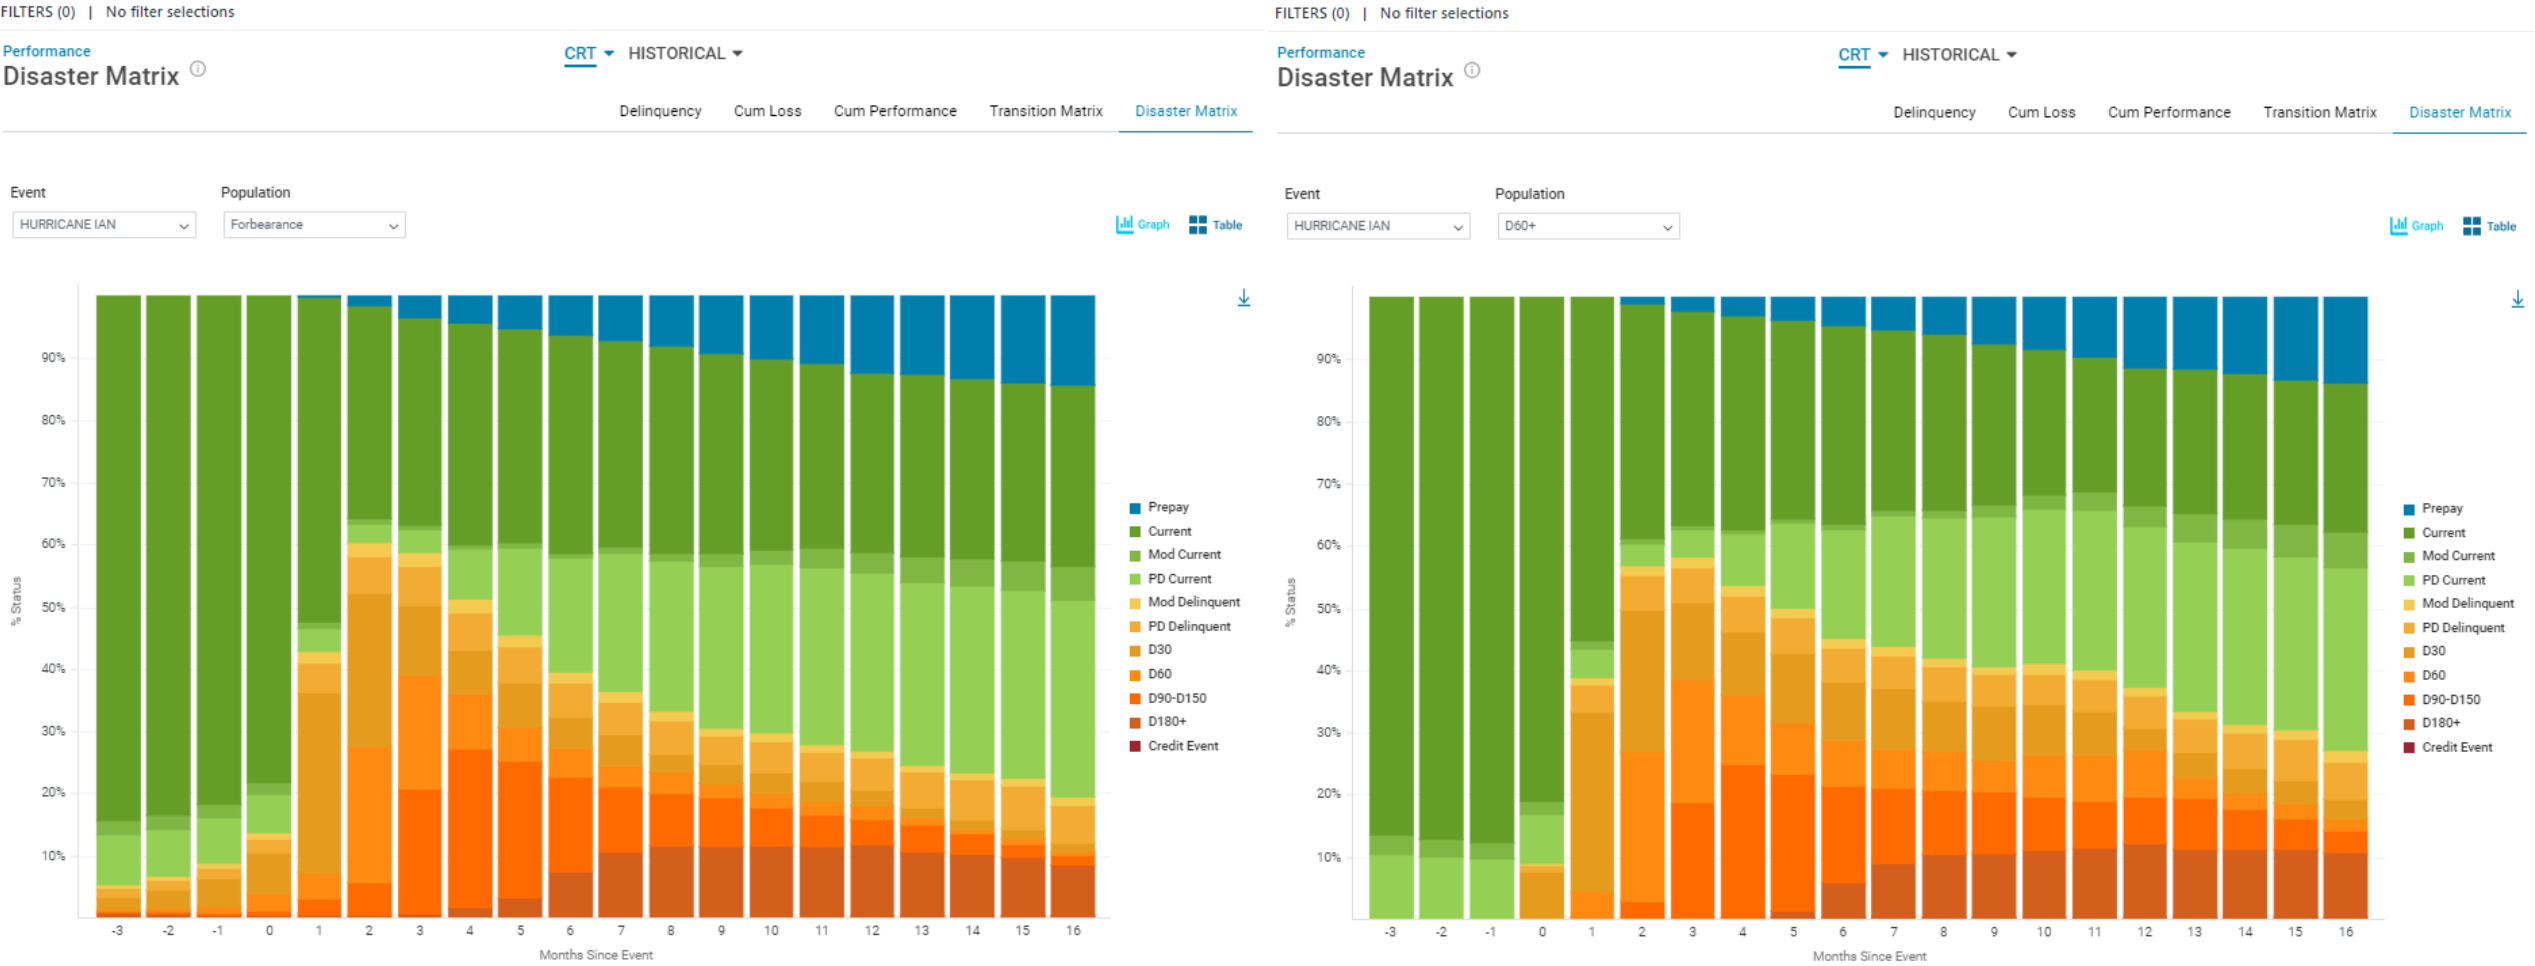 FILTERS (0) | No filter selections
Performance
Disaster Matrix
CRT HISTORICAL
Delinquency Cum Loss Cum Performance Transition Matrix Disaster Matrix
Event Population
HURRICANE IAN Forbearance
Graph Table
90%
80%
70%
60%
50%
40%
30%
20%
10%
% Status
-3 -2 -1 0 1 2 3 4 5 6 7 8 9 10 11 12 13 14 15 16
Months Since Event
Prepay
Current
Mod Current
PD Current
Mod Delinquent
PD Delinquent
D30
D60
D90-D150
D180+
Credit Event
FILTERS (0) | No filter selections
Performance
Disaster Matrix
CRT HISTORICAL
Delinquency Cum Loss Cum Performance Transition Matrix Disaster Matrix
Event Population
HURRICANE IAN D60+
Graph Table
90%
80%
70%
60%
50%
40%
30%
20%
10%
% Status
-3 -2 -1 0 1 2 3 4 5 6 7 8 9 10 11 12 13 14 15 16
Months Since Event
Prepay
Current
Mod Current
PD Current
Mod Delinquent
PD Delinquent
D30
D60
D90-D150
D180+
Credit Event